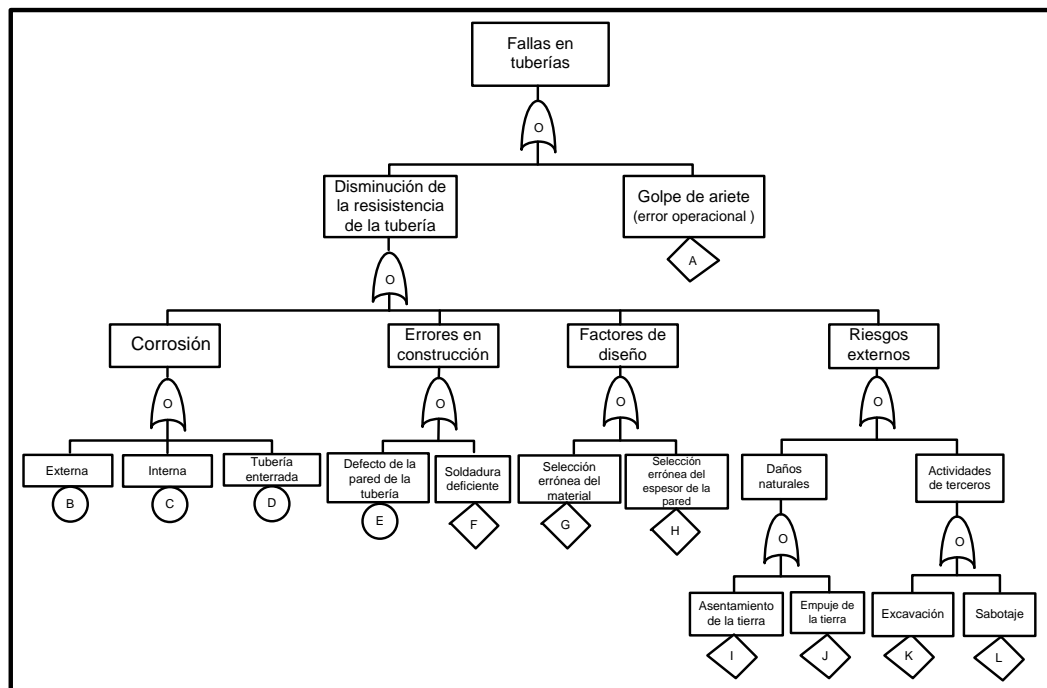 Fallas en
tuberías
O
Disminución de
la resisistencia
de la tubería
Golpe de ariete
(error operacional )
O
A
Corrosión
Errores en
construcción
Factores de
diseño
Riesgos
externos
O
O
O
O
Externa
Interna
Tubería
enterrada
Defecto de la
pared de la
tubería
Soldadura
deficiente
Selección
errónea del
material
Selección
errónea del
espesor de la
pared
Daños
naturales
Actividades
de terceros
B
C
D
E
F
G
H
O
O
Asentamiento
de la tierra
Empuje de
la tierra
Excavación
Sabotaje
I
J
K
L